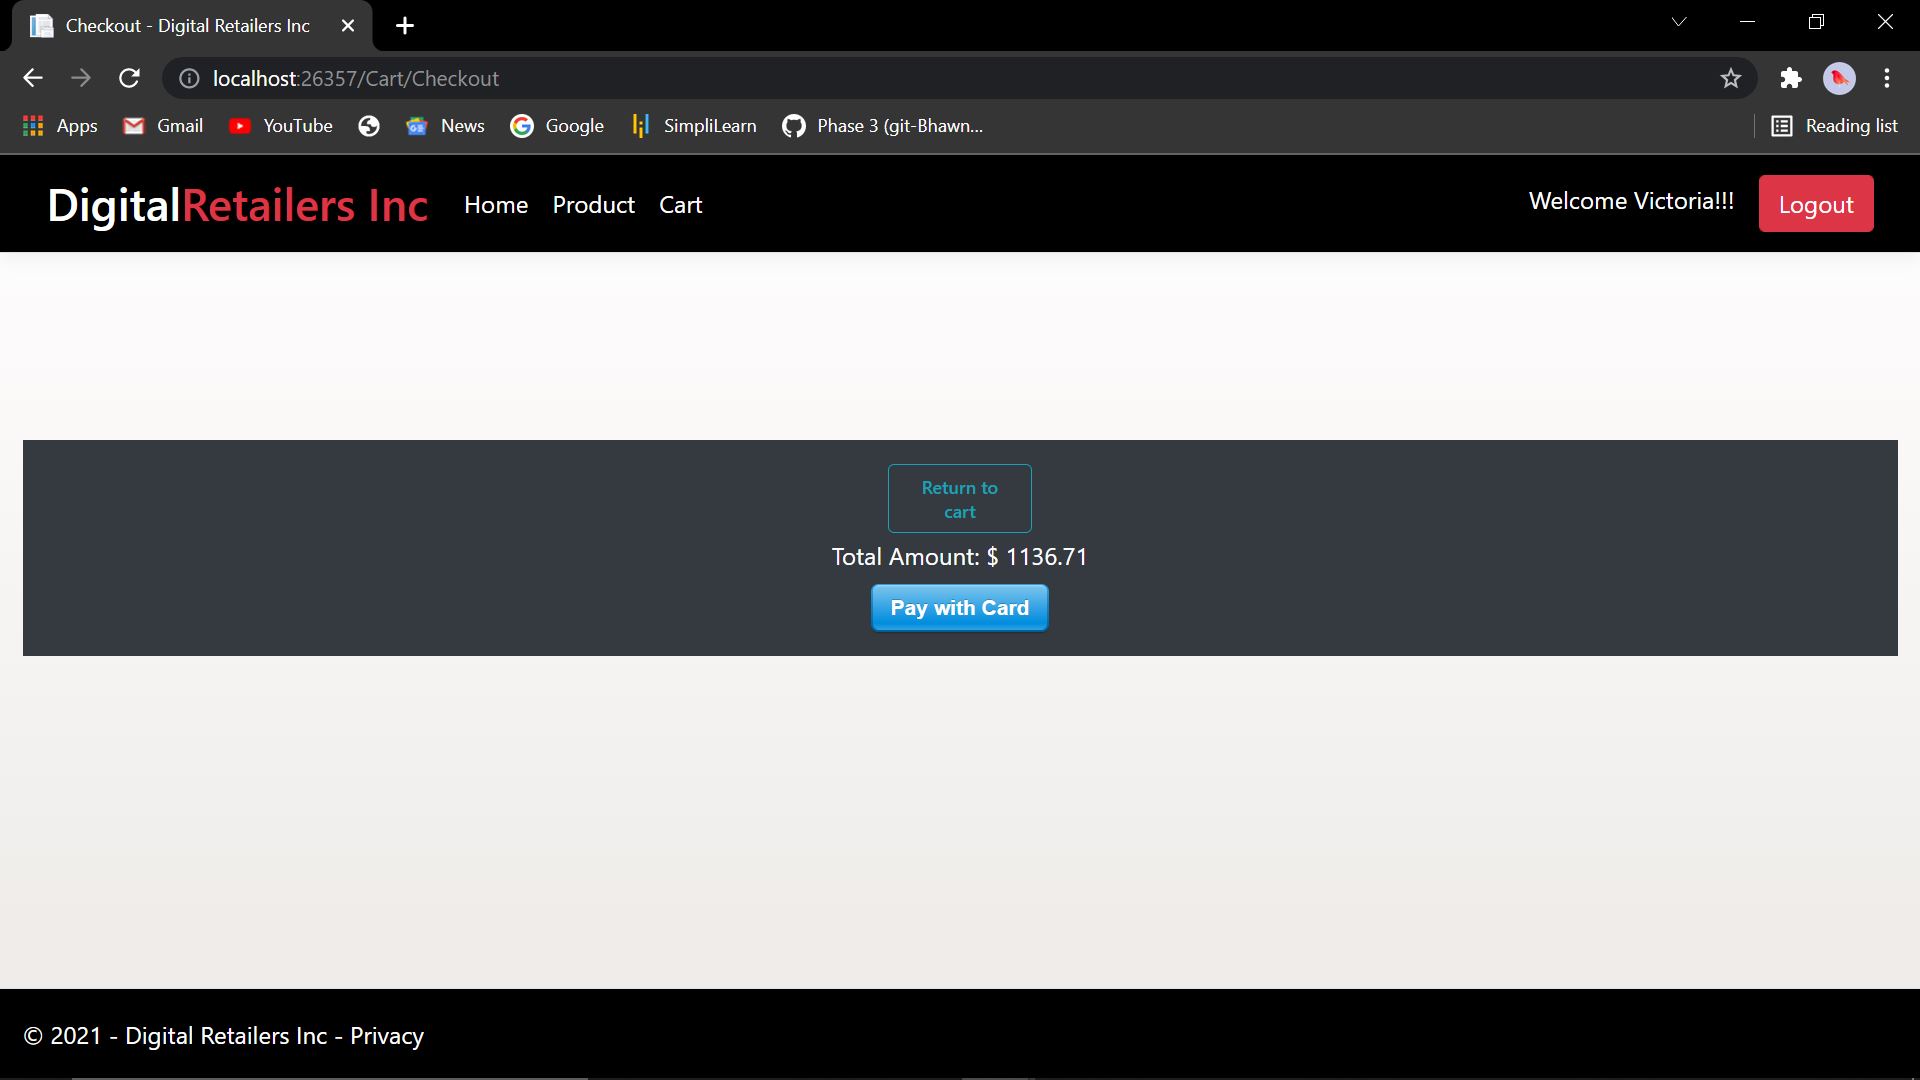 Checkout - Digital Retailers Inc
localhost:26357/Cart/Checkout
Apps Gmail YouTube News Google SimpliLearn Phase 3 (git-Bhawn... Reading list
DigitalRetailers Inc Home Product Cart Welcome Victoria!!! Logout
Return to
cart
Total Amount: $ 1136.71
Pay with Card
© 2021 - Digital Retailers Inc - Privacy